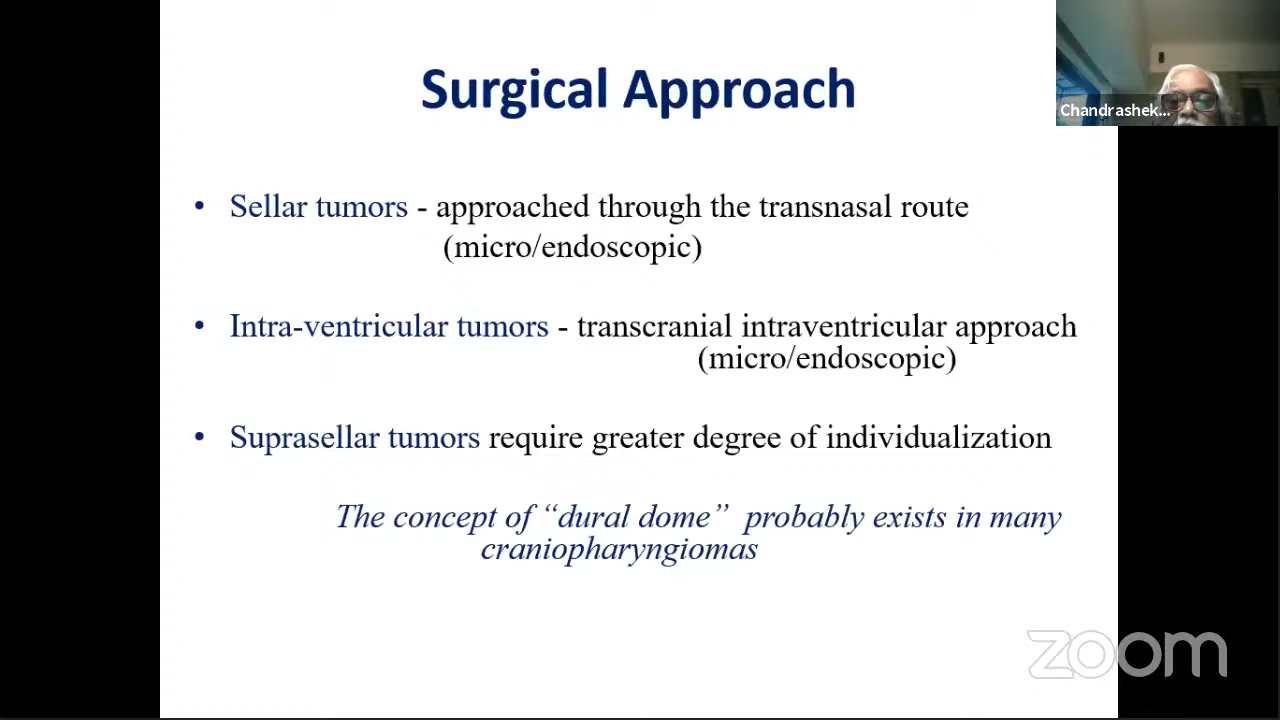 Surgical Approach
Chandrashek...
• Sellar tumors - approached through the transnasal route
(micro/endoscopic)
• Intra-ventricular tumors - transcranial intraventricular approach
(micro/endoscopic)
• Suprasellar tumors require greater degree of individualization
The concept of “dural dome” probably exists in many
craniopharyngiomas
zoom